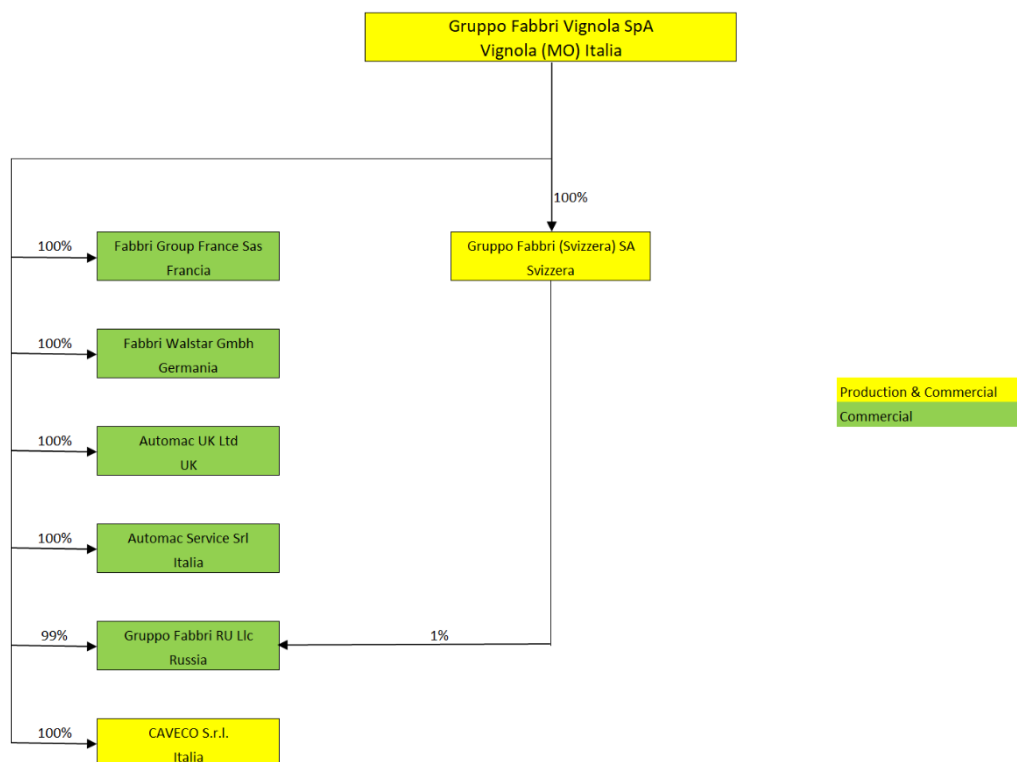 Gruppo Fabbri Vignola SpA
Vignola (MO) Italia
100%
100%
Fabbri Group France Sas
Francia
Gruppo Fabbri (Svizzera) SA
Svizzera
100%
Fabbri Walstar Gmbh
Germania
Production & Commercial
Commercial
100%
Automac UK Ltd
UK
100%
Automac Service Srl
Italia
99%
Gruppo Fabbri RU Llc
Russia
1%
100%
CAVECO S.r.l.
Italia